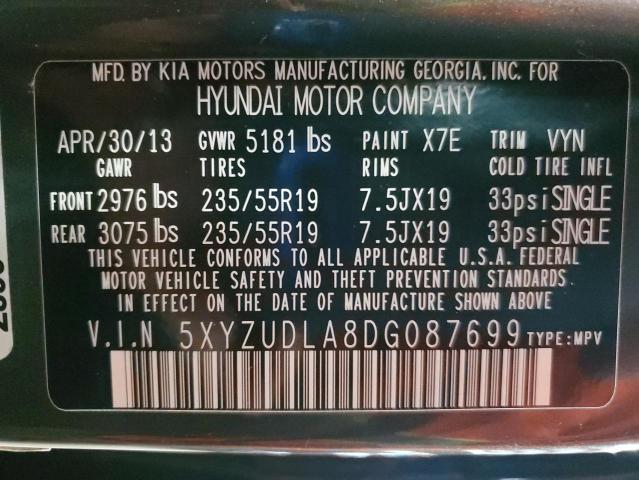 MFD. BY KIA MOTORS MANUFACTURING GEORGIA, INC. FOR
HYUNDAI MOTOR COMPANY
APR/30/13 GVWR 5181 lbs PAINT X7E TRIM VYN
GAWR TIRES RIMS COLD TIRE INFL
FRONT 2976 lbs 235/55R19 7.5JX19 33psi SINGLE
REAR 3075 lbs 235/55R19 7.5JX19 33psi SINGLE
THIS VEHICLE CONFORMS TO ALL APPLICABLE U.S.A. FEDERAL
MOTOR VEHICLE SAFETY AND THEFT PREVENTION STANDARDS
IN EFFECT ON THE DATE OF MANUFACTURE SHOWN ABOVE
V.I.N 5XYZUDLA8DG087699 TYPE:MPV